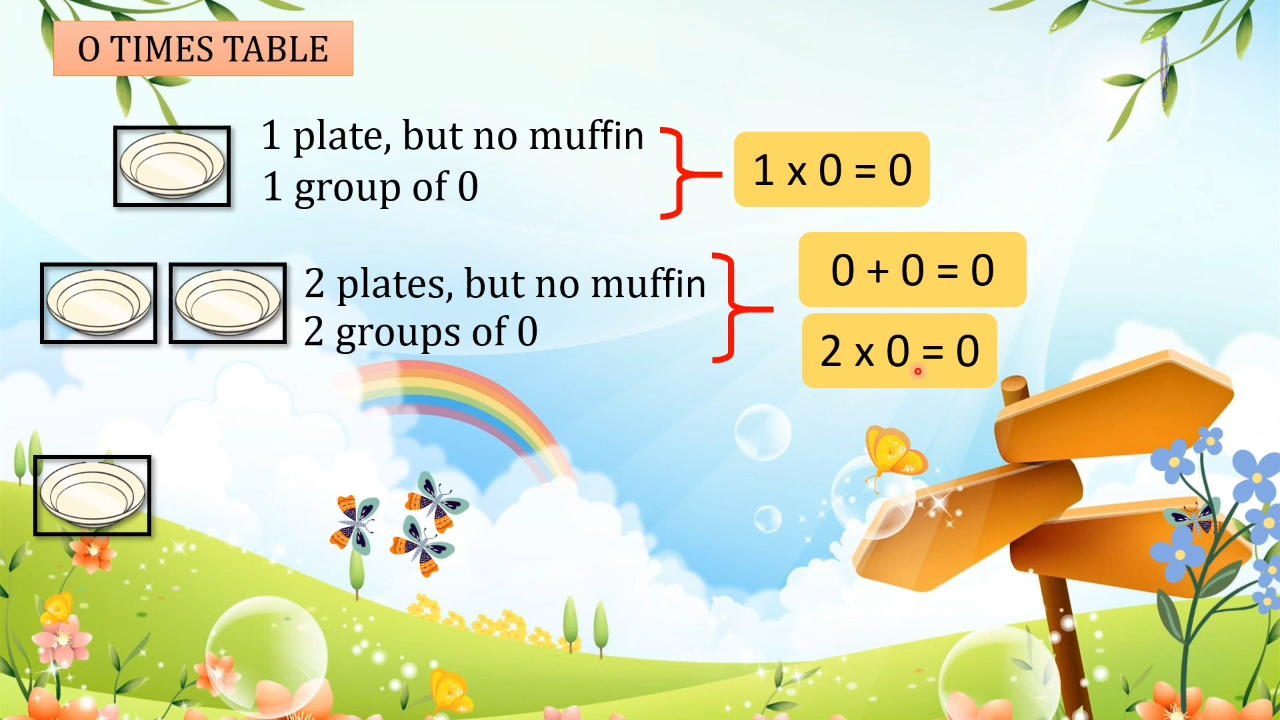 0 TIMES TABLE
1 plate, but no muffin
1 group of 0
1 x 0 = 0
2 plates, but no muffin
2 groups of 0
0 + 0 = 0
2 x 0 = 0